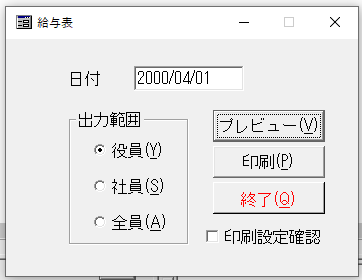 給与表
日付 2000/04/01
出力範囲
役員(Y)
社員(S)
全員(A)
プレビュー(V)
印刷(P)
終了(Q)
印刷設定確認